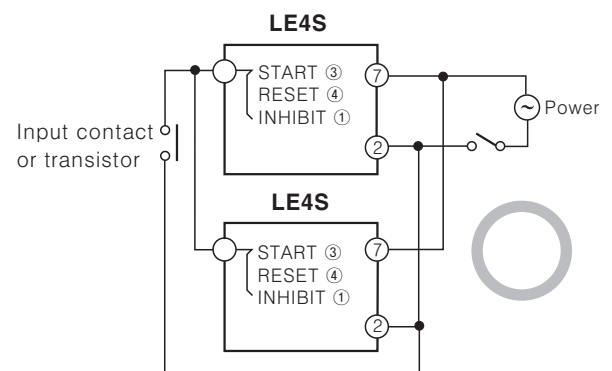 LE4S
START ③
RESET ④
INHIBIT ①
7
2
Input contact
or transistor
~ Power
LE4S
START ③
RESET ④
INHIBIT ①
7
2